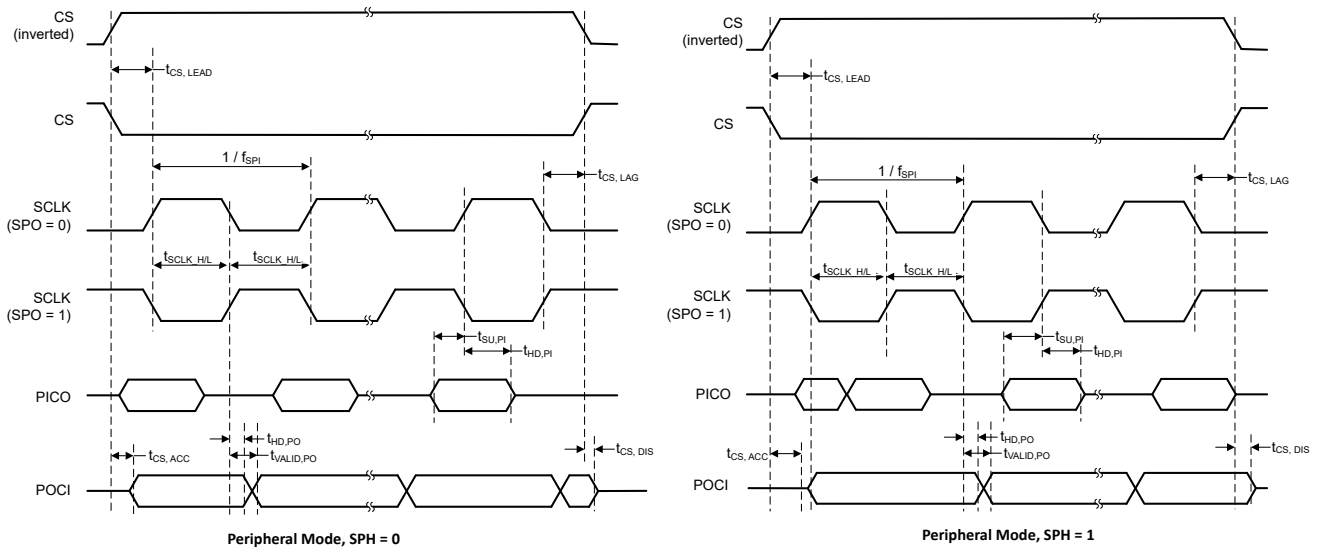 CS
(inverted)
tCS, LEAD
CS
1 / fSPI
tCS, LAG
SCLK
(SPO = 0)
tSCLK_H/L
tSCLK_H/L
SCLK
(SPO = 1)
tSU,PI
tHD,PI
PICO
tHD,PO
tVALID,PO
tCS, ACC
tCS, DIS
POCI
Peripheral Mode, SPH = 0
CS
(inverted)
tCS, LEAD
CS
1 / fSPI
tCS, LAG
SCLK
(SPO = 0)
tSCLK_H/L
tSCLK_H/L
SCLK
(SPO = 1)
tSU,PI
tHD,PI
PICO
tHD,PO
tVALID,PO
tCS, ACC
tCS, DIS
POCI
Peripheral Mode, SPH = 1